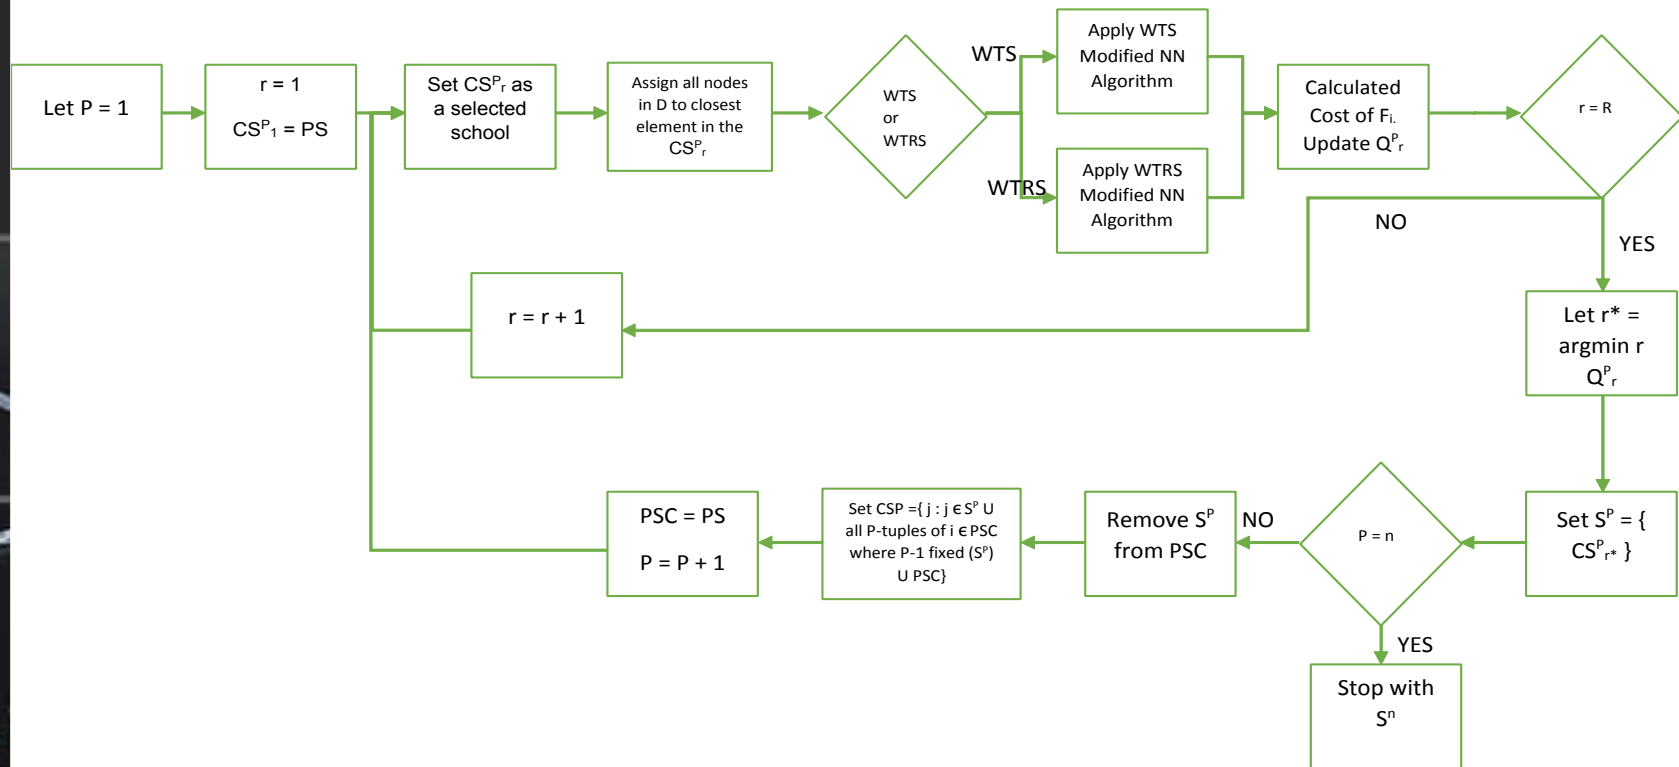 Let P = 1
r = 1
CSᴾ₁ = PS
Set CSᴾᵣ as
a selected
school
Assign all nodes
in D to closest
element in the
CSᴾᵣ
WTS
or
WTRS
WTS
WTRS
Apply WTS
Modified NN
Algorithm
Apply WTRS
Modified NN
Algorithm
Calculated
Cost of Fᵢ.
Update Qᴾᵣ
r = R
NO
YES
r = r + 1
Let r* =
argmin r
Qᴾᵣ
Set Sᴾ = {
CSᴾᵣ* }
P = n
NO
YES
Remove Sᴾ
from PSC
Set CSP ={ j : j ϵ Sᴾ U
all P-tuples of i ϵ PSC
where P-1 fixed (Sᴾ)
U PSC}
PSC = PS
P = P + 1
Stop with
Sⁿ